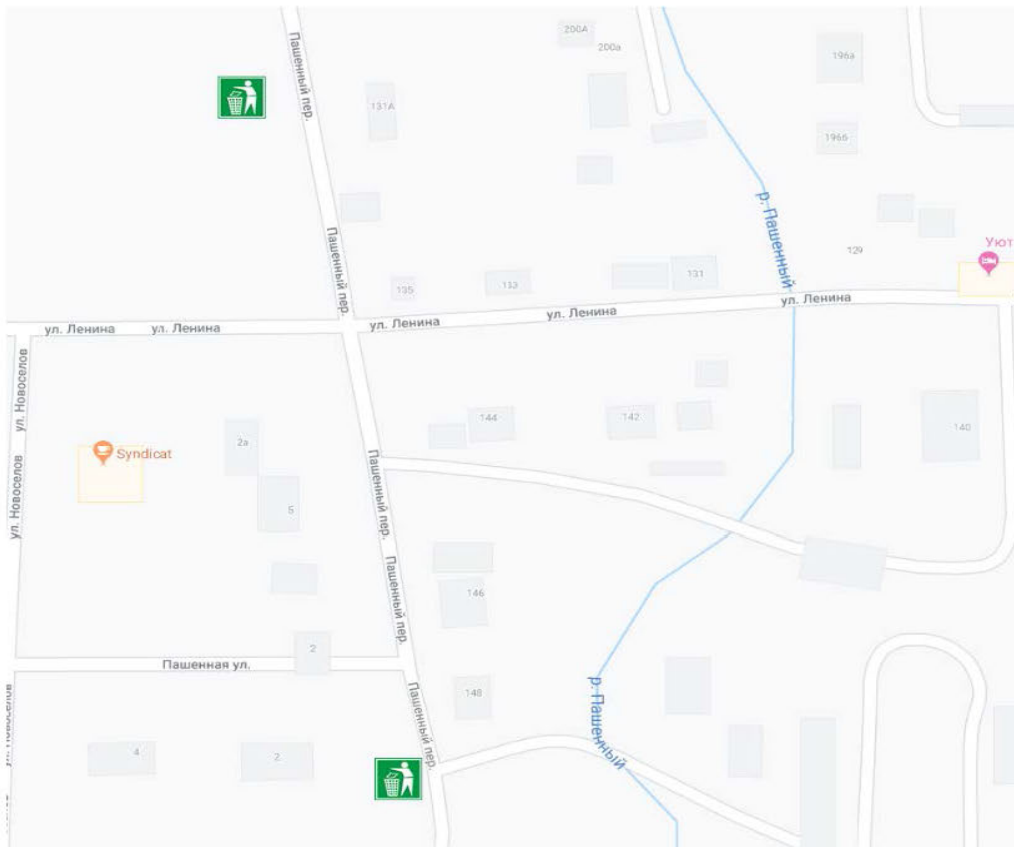 200А
200а
196а
Пашенный пер.
131А
196б
р. Пашенный
Пашенный пер.
129
Уют
131
133
135
ул. Ленина
ул. Ленина
ул. Ленина
ул. Ленина
ул. Ленина
ул. Новоселов
144
142
140
2а
Syndicat
ул. Новоселов
Пашенный пер.
5
Пашенный пер.
146
2
Пашенная ул.
148
р. Пашенный
Пашенный пер.
4
2